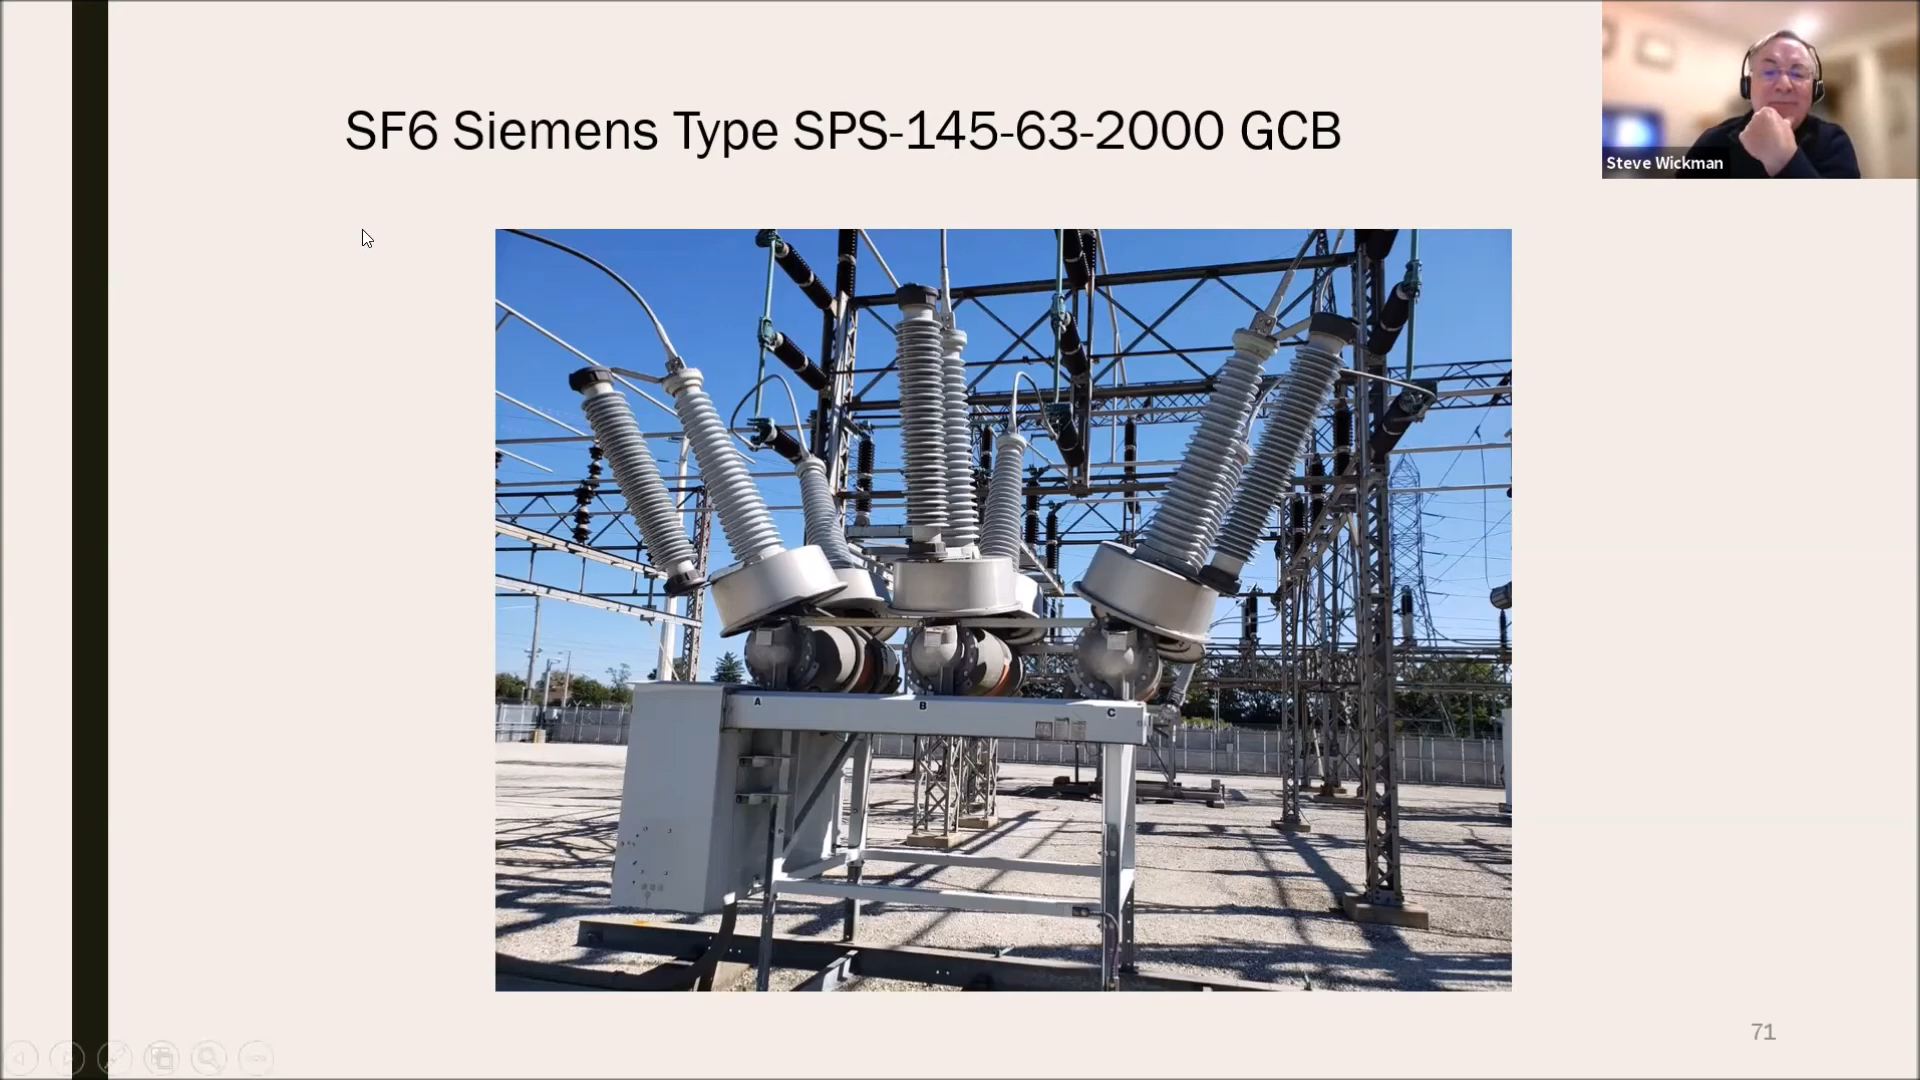 SF6 Siemens Type SPS-145-63-2000 GCB
Steve Wickman
A
B
C
71